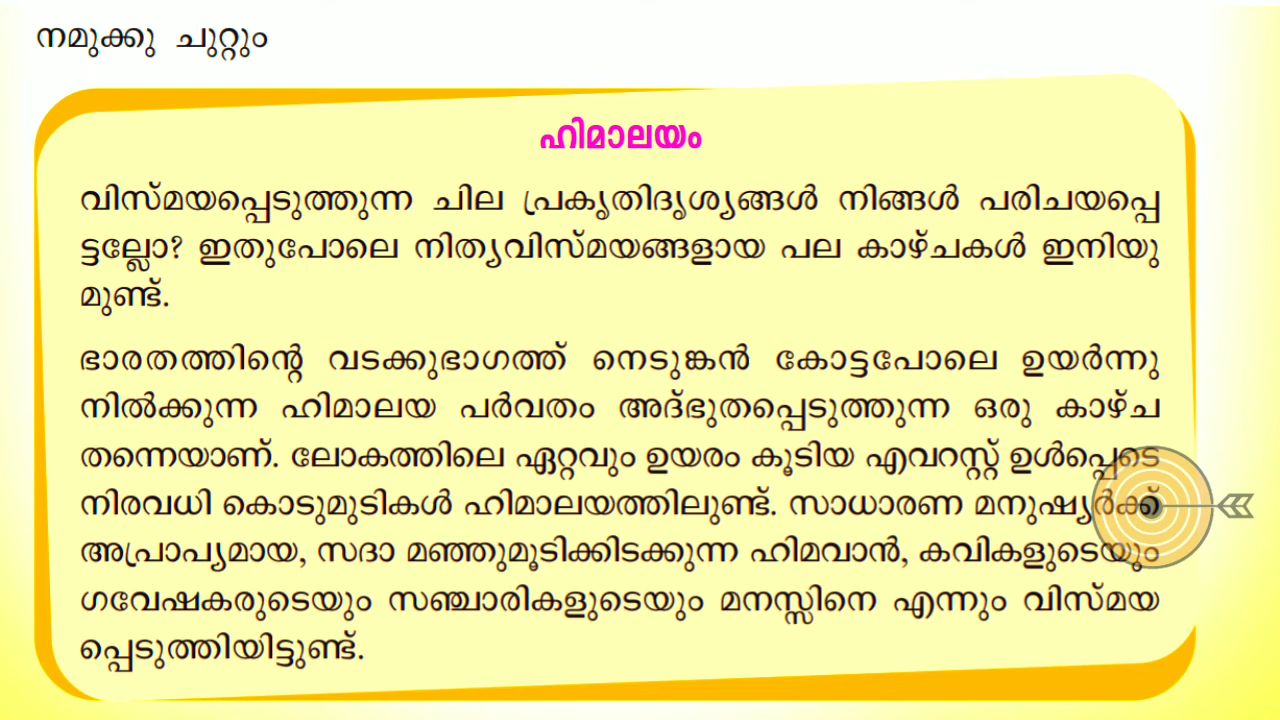 നമുക്കു ചുറ്റും
ഹിമാലയം
വിസ്മയപ്പെടുത്തുന്ന ചില പ്രകൃതിദൃശ്യങ്ങൾ നിങ്ങൾ പരിചയപ്പെ
ട്ടല്ലോ? ഇതുപോലെ നിത്യവിസ്മയങ്ങളായ പല കാഴ്ചകൾ ഇനിയു
മുണ്ട്.
ഭാരതത്തിന്റെ വടക്കുഭാഗത്ത് നെടുങ്കൻ കോട്ടപോലെ ഉയർന്നു
നിൽക്കുന്ന ഹിമാലയ പർവതം അദ്ഭുതപ്പെടുത്തുന്ന ഒരു കാഴ്ച
തന്നെയാണ്. ലോകത്തിലെ ഏറ്റവും ഉയരം കൂടിയ എവറസ്റ്റ് ഉൾപ്പെടെ
നിരവധി കൊടുമുടികൾ ഹിമാലയത്തിലുണ്ട്. സാധാരണ മനുഷ്യർക്ക്
അപ്രാപ്യമായ, സദാ മഞ്ഞുമൂടിക്കിടക്കുന്ന ഹിമവാൻ, കവികളുടെയും
ഗവേഷകരുടെയും സഞ്ചാരികളുടെയും മനസ്സിനെ എന്നും വിസ്മയ
പ്പെടുത്തിയിട്ടുണ്ട്.